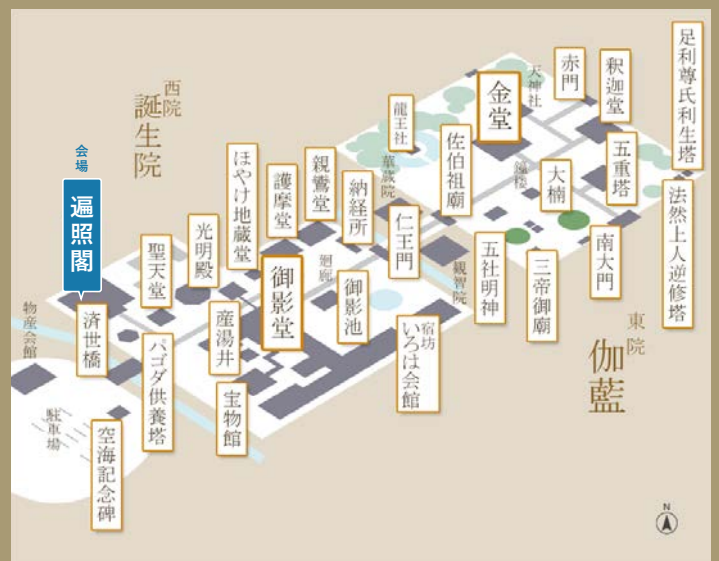 西院
誕生院
会場
遍照閣
物産会館
済世橋
駐車場
空海記念碑
聖天堂
パゴダ供養塔
光明殿
産湯井
宝物館
ほやけ地蔵堂
護摩堂
御影堂
親鸞堂
廻廊
納経所
御影池
龍王社
華蔵院
仁王門
宿坊
いろは会館
観智院
佐伯祖廟
五社明神
金堂
鐘楼
天神社
赤門
大楠
三帝御廟
釈迦堂
五重塔
南大門
足利尊氏利生塔
法然上人逆修塔
東院
伽藍
N